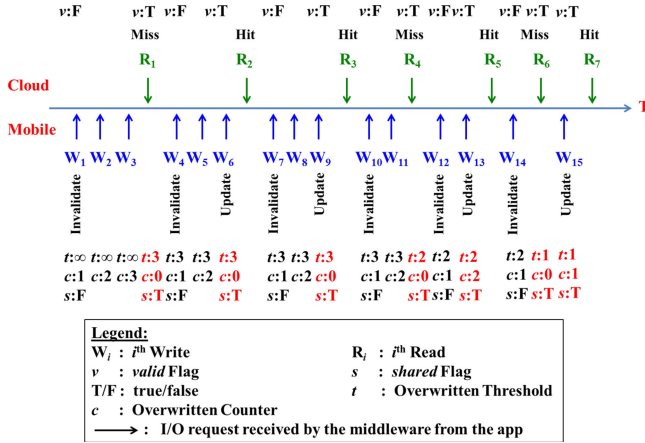 v:F v:T v:F v:T v:F v:T v:F v:T v:F v:T v:F v:T v:T
Miss Hit Hit Miss Hit Miss Hit
R1 R2 R3 R4 R5 R6 R7
Cloud
T
Mobile
W1 W2 W3 W4 W5 W6 W7 W8 W9 W10 W11 W12 W13 W14 W15
Invalidate Invalidate Update Invalidate Update Invalidate Invalidate Update Invalidate Update
t:∞ t:∞ t:∞ t:3 t:3 t:3 t:3 t:3 t:3 t:3 t:3 t:3 t:2 t:2 t:2 t:2 t:1 t:1
c:1 c:2 c:3 c:0 c:1 c:2 c:0 c:1 c:2 c:0 c:1 c:2 c:0 c:1 c:2 c:1 c:0 c:1
s:F s:T s:F s:T s:F s:T s:F s:T s:F s:T s:F s:T s:T
Legend:
Wi : ith Write Ri : ith Read
v : valid Flag s : shared Flag
T/F : true/false t : Overwritten Threshold
c : Overwritten Counter
: I/O request received by the middleware from the app